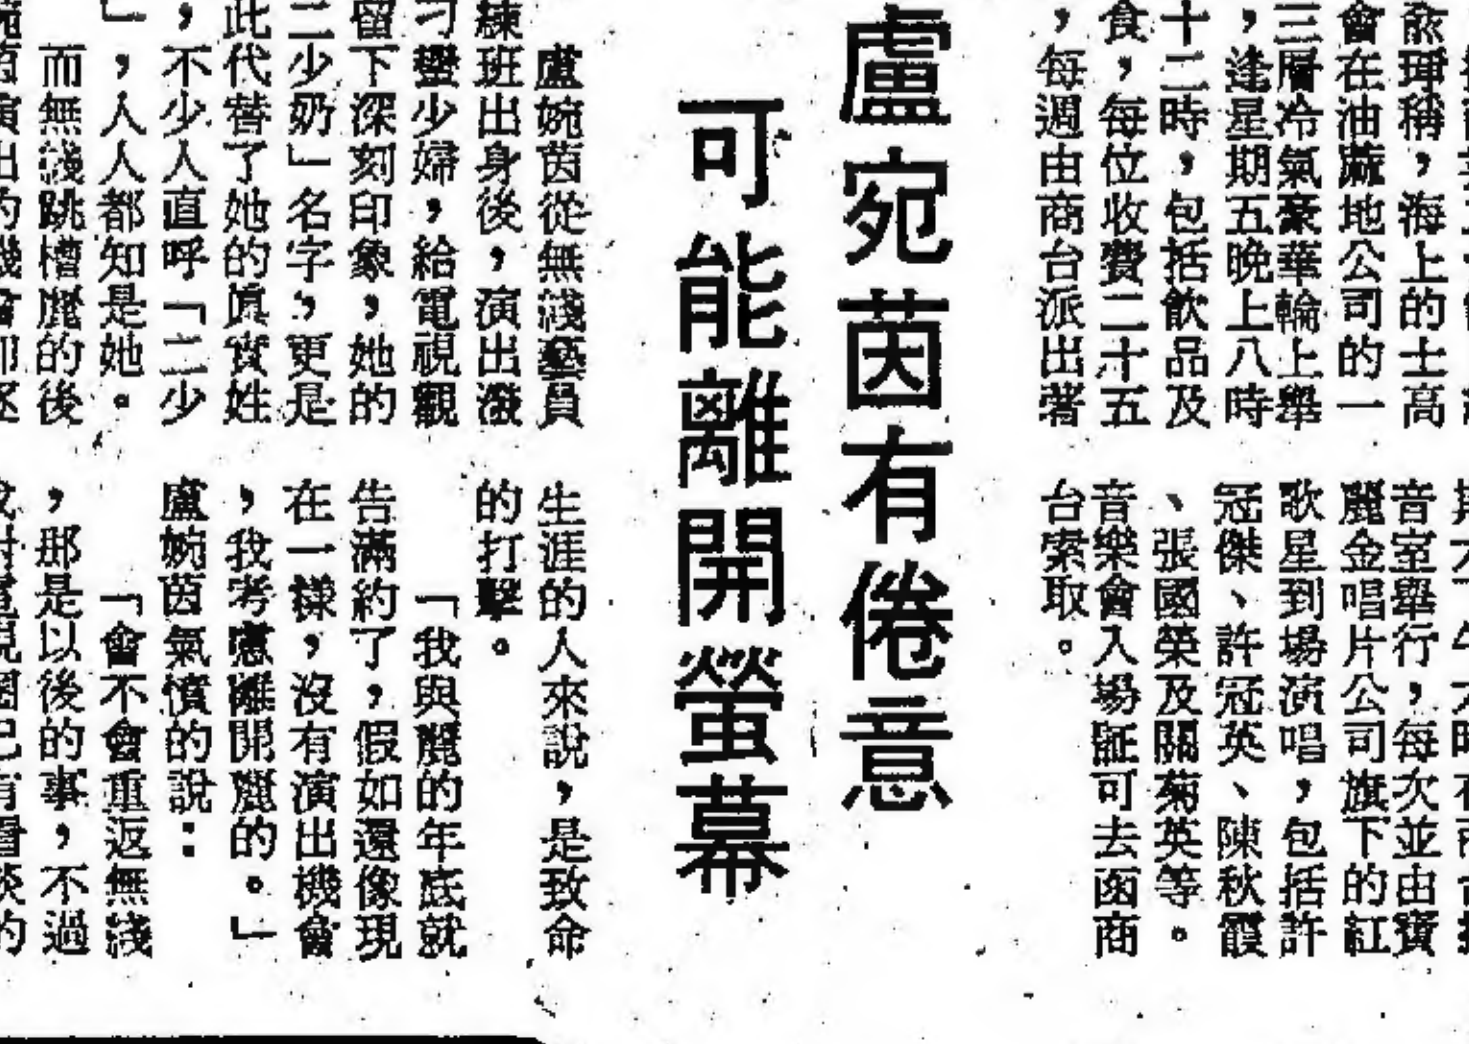 兪琤稱，海上的士高
會在油蔴地公司的一
三層冷氣豪華輪上舉
，逢星期五晚上八時
十二時，包括飲品及
食，每位收費二十五
，每週由商台派出著
音室舉行，每次並由寶
麗金唱片公司旗下的紅
歌星到場演唱，包括許
冠傑、許冠英、陳秋霞
、張國榮及關菊英等。
音樂會入場証可去函商
台索取。
盧宛茵有倦意
可能離開螢幕
盧婉茵從無綫藝員
練班出身後，演出潑
刁蠻少婦，給電視觀
留下深刻印象，她的
二少奶」名字，更是
此代替了她的眞實姓
，不少人直呼「二少
」，人人都知是她。
而無綫跳槽麗的後
生涯的人來說，是致命
的打擊。
「我與麗的年底就
告滿約了，假如還像現
在一樣，沒有演出機會
，我考慮離開麗的。」
盧婉茵氣憤的說：
「會不會重返無綫
，那是以後的事，不過